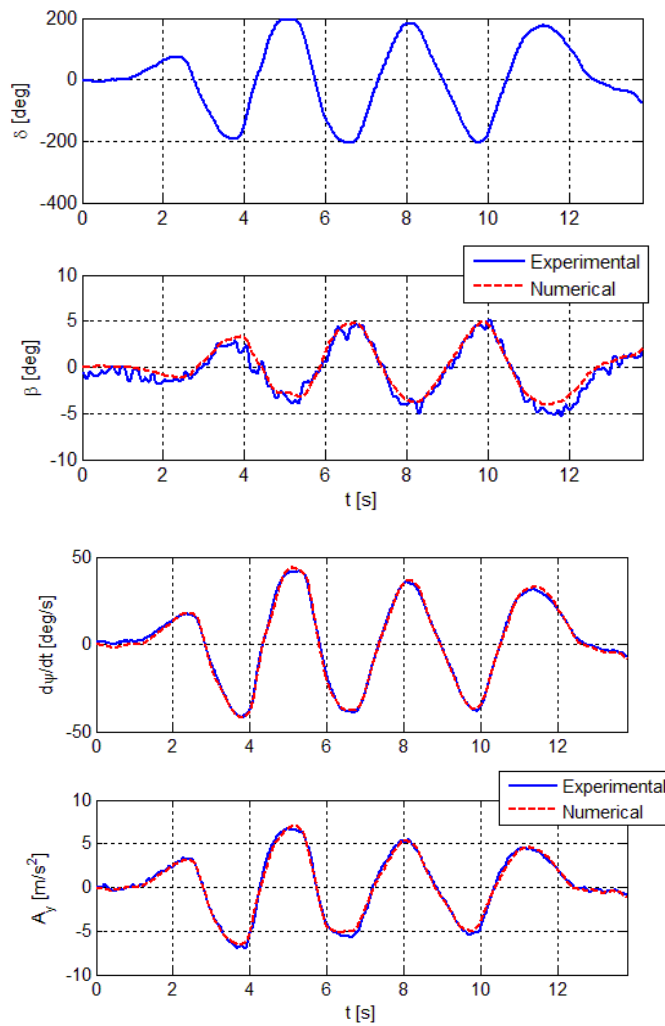 200
0
-200
-400
δ [deg]
0 2 4 6 8 10 12
Experimental
Numerical
10
5
0
-5
-10
β [deg]
0 2 4 6 8 10 12
t [s]
50
0
-50
dψ/dt [deg/s]
0 2 4 6 8 10 12
Experimental
Numerical
10
5
0
-5
-10
A_y [m/s²]
0 2 4 6 8 10 12
t [s]